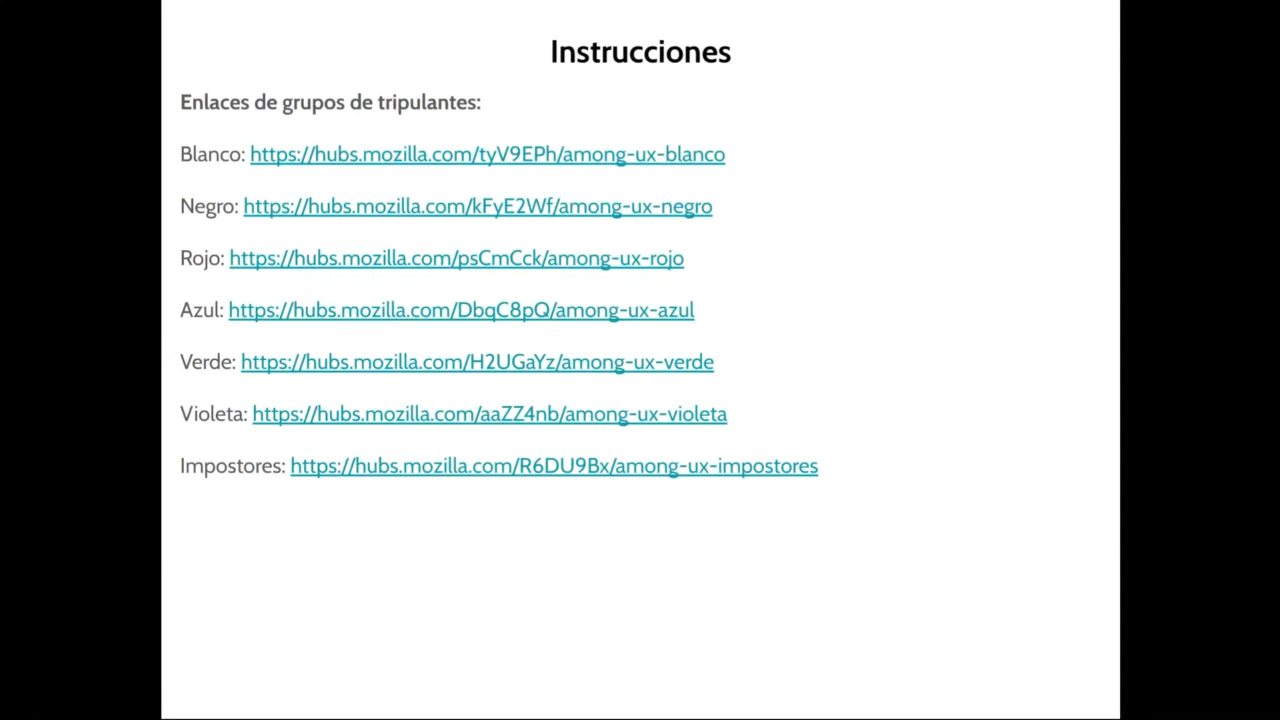 Instrucciones
Enlaces de grupos de tripulantes:
Blanco: https://hubs.mozilla.com/tyV9EPh/among-ux-blanco
Negro: https://hubs.mozilla.com/kFyE2Wf/among-ux-negro
Rojo: https://hubs.mozilla.com/psCmCck/among-ux-rojo
Azul: https://hubs.mozilla.com/DbqC8pQ/among-ux-azul
Verde: https://hubs.mozilla.com/H2UGaYz/among-ux-verde
Violeta: https://hubs.mozilla.com/aaZZ4nb/among-ux-violeta
Impostores: https://hubs.mozilla.com/R6DU9Bx/among-ux-impostores